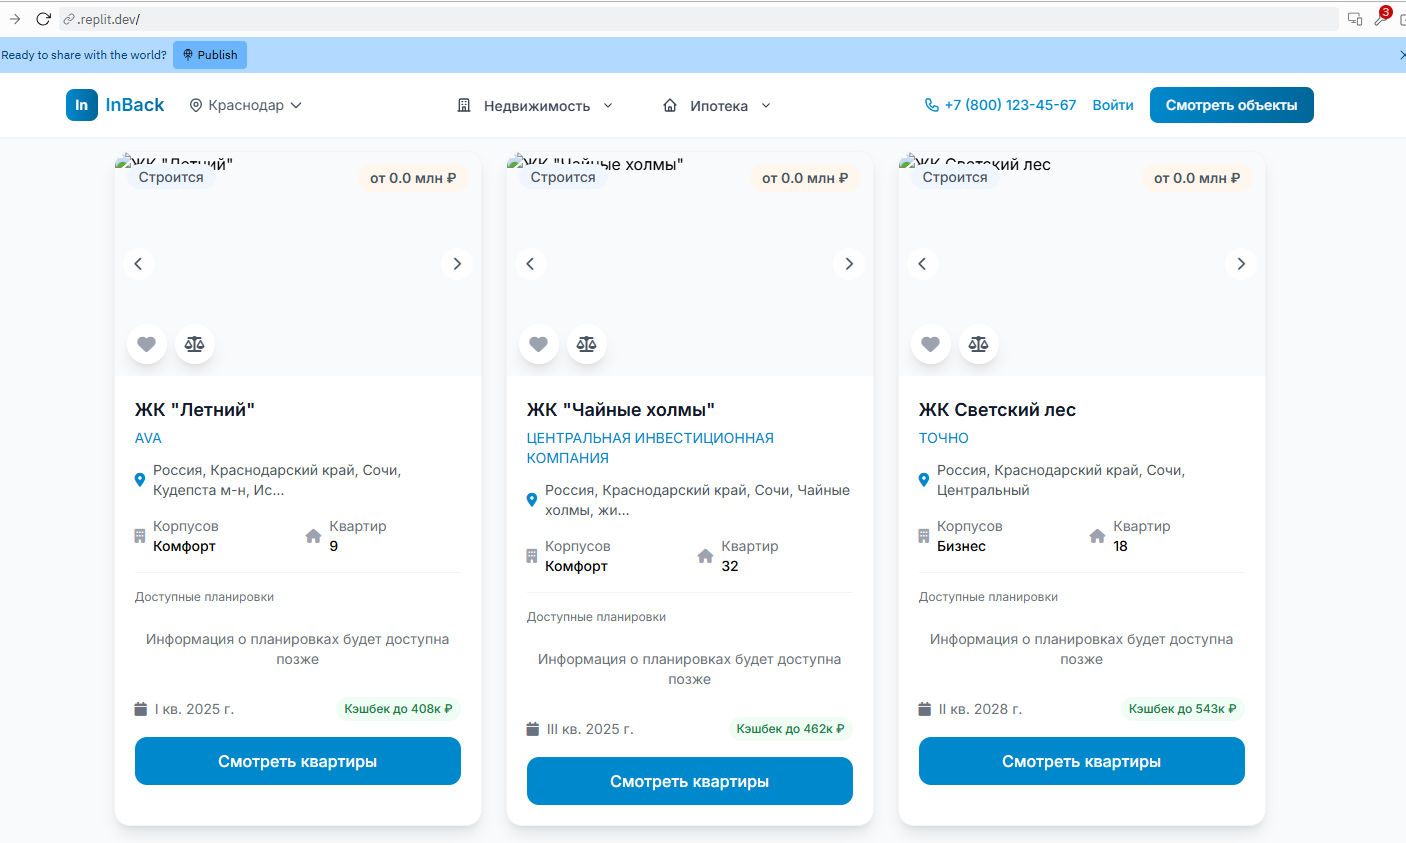 .replit.dev/
3
Ready to share with the world? Publish
In InBack Краснодар Недвижимость Ипотека +7 (800) 123-45-67 Войти Смотреть объекты
ЖК "Летний"
Строится от 0.0 млн ₽
ЖК "Летний"
AVA
Россия, Краснодарский край, Сочи,
Кудепста м-н, Ис...
Корпусов Квартир
Комфорт 9
Доступные планировки
Информация о планировках будет доступна
позже
I кв. 2025 г. Кэшбек до 408к ₽
Смотреть квартиры
ЖК "Чайные холмы"
Строится от 0.0 млн ₽
ЖК "Чайные холмы"
ЦЕНТРАЛЬНАЯ ИНВЕСТИЦИОННАЯ
КОМПАНИЯ
Россия, Краснодарский край, Сочи, Чайные
холмы, жи...
Корпусов Квартир
Комфорт 32
Доступные планировки
Информация о планировках будет доступна
позже
III кв. 2025 г. Кэшбек до 462к ₽
Смотреть квартиры
ЖК Светский лес
Строится от 0.0 млн ₽
ЖК Светский лес
ТОЧНО
Россия, Краснодарский край, Сочи,
Центральный
Корпусов Квартир
Бизнес 18
Доступные планировки
Информация о планировках будет доступна
позже
II кв. 2028 г. Кэшбек до 543к ₽
Смотреть квартиры